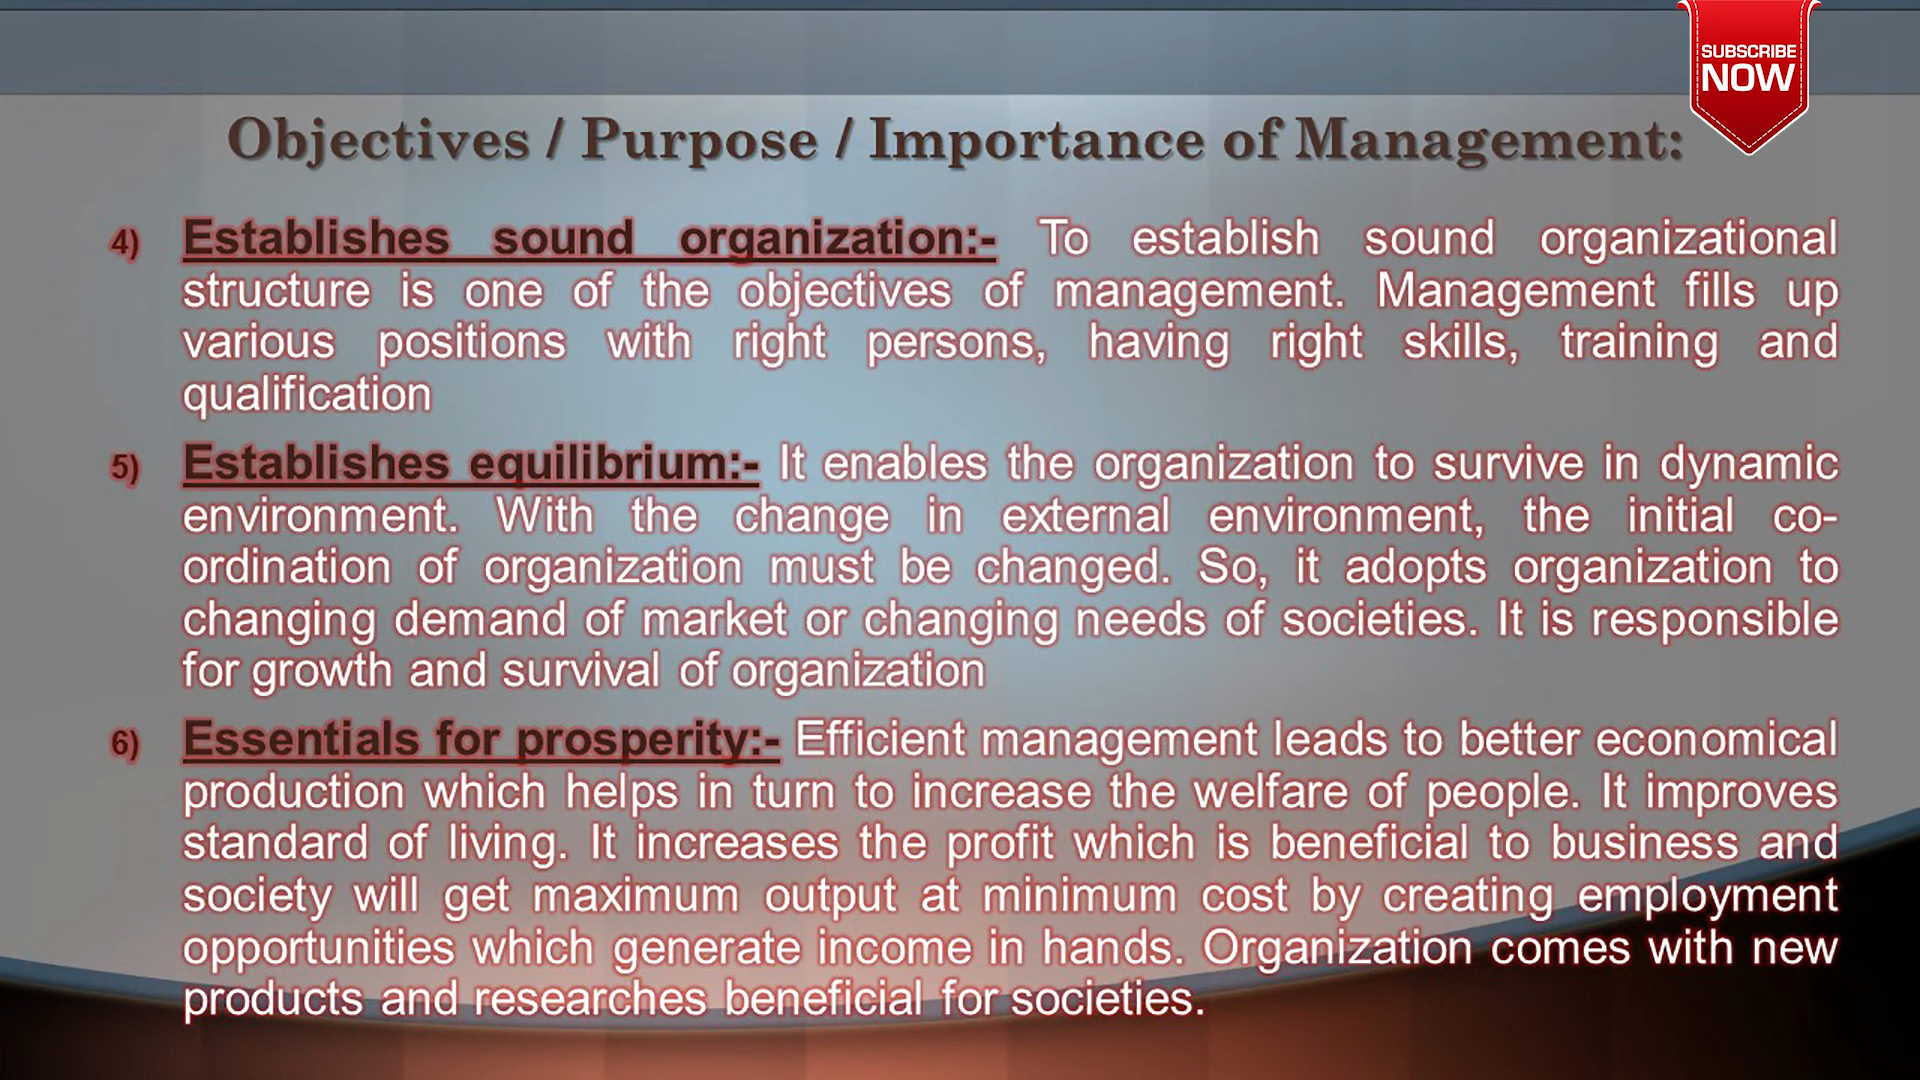 SUBSCRIBE
NOW
Objectives / Purpose / Importance of Management:
4) Establishes sound organization:- To establish sound organizational
structure is one of the objectives of management. Management fills up
various positions with right persons, having right skills, training and
qualification
5) Establishes equilibrium:- It enables the organization to survive in dynamic
environment. With the change in external environment, the initial co-
ordination of organization must be changed. So, it adopts organization to
changing demand of market or changing needs of societies. It is responsible
for growth and survival of organization
6) Essentials for prosperity:- Efficient management leads to better economical
production which helps in turn to increase the welfare of people. It improves
standard of living. It increases the profit which is beneficial to business and
society will get maximum output at minimum cost by creating employment
opportunities which generate income in hands. Organization comes with new
products and researches beneficial for societies.